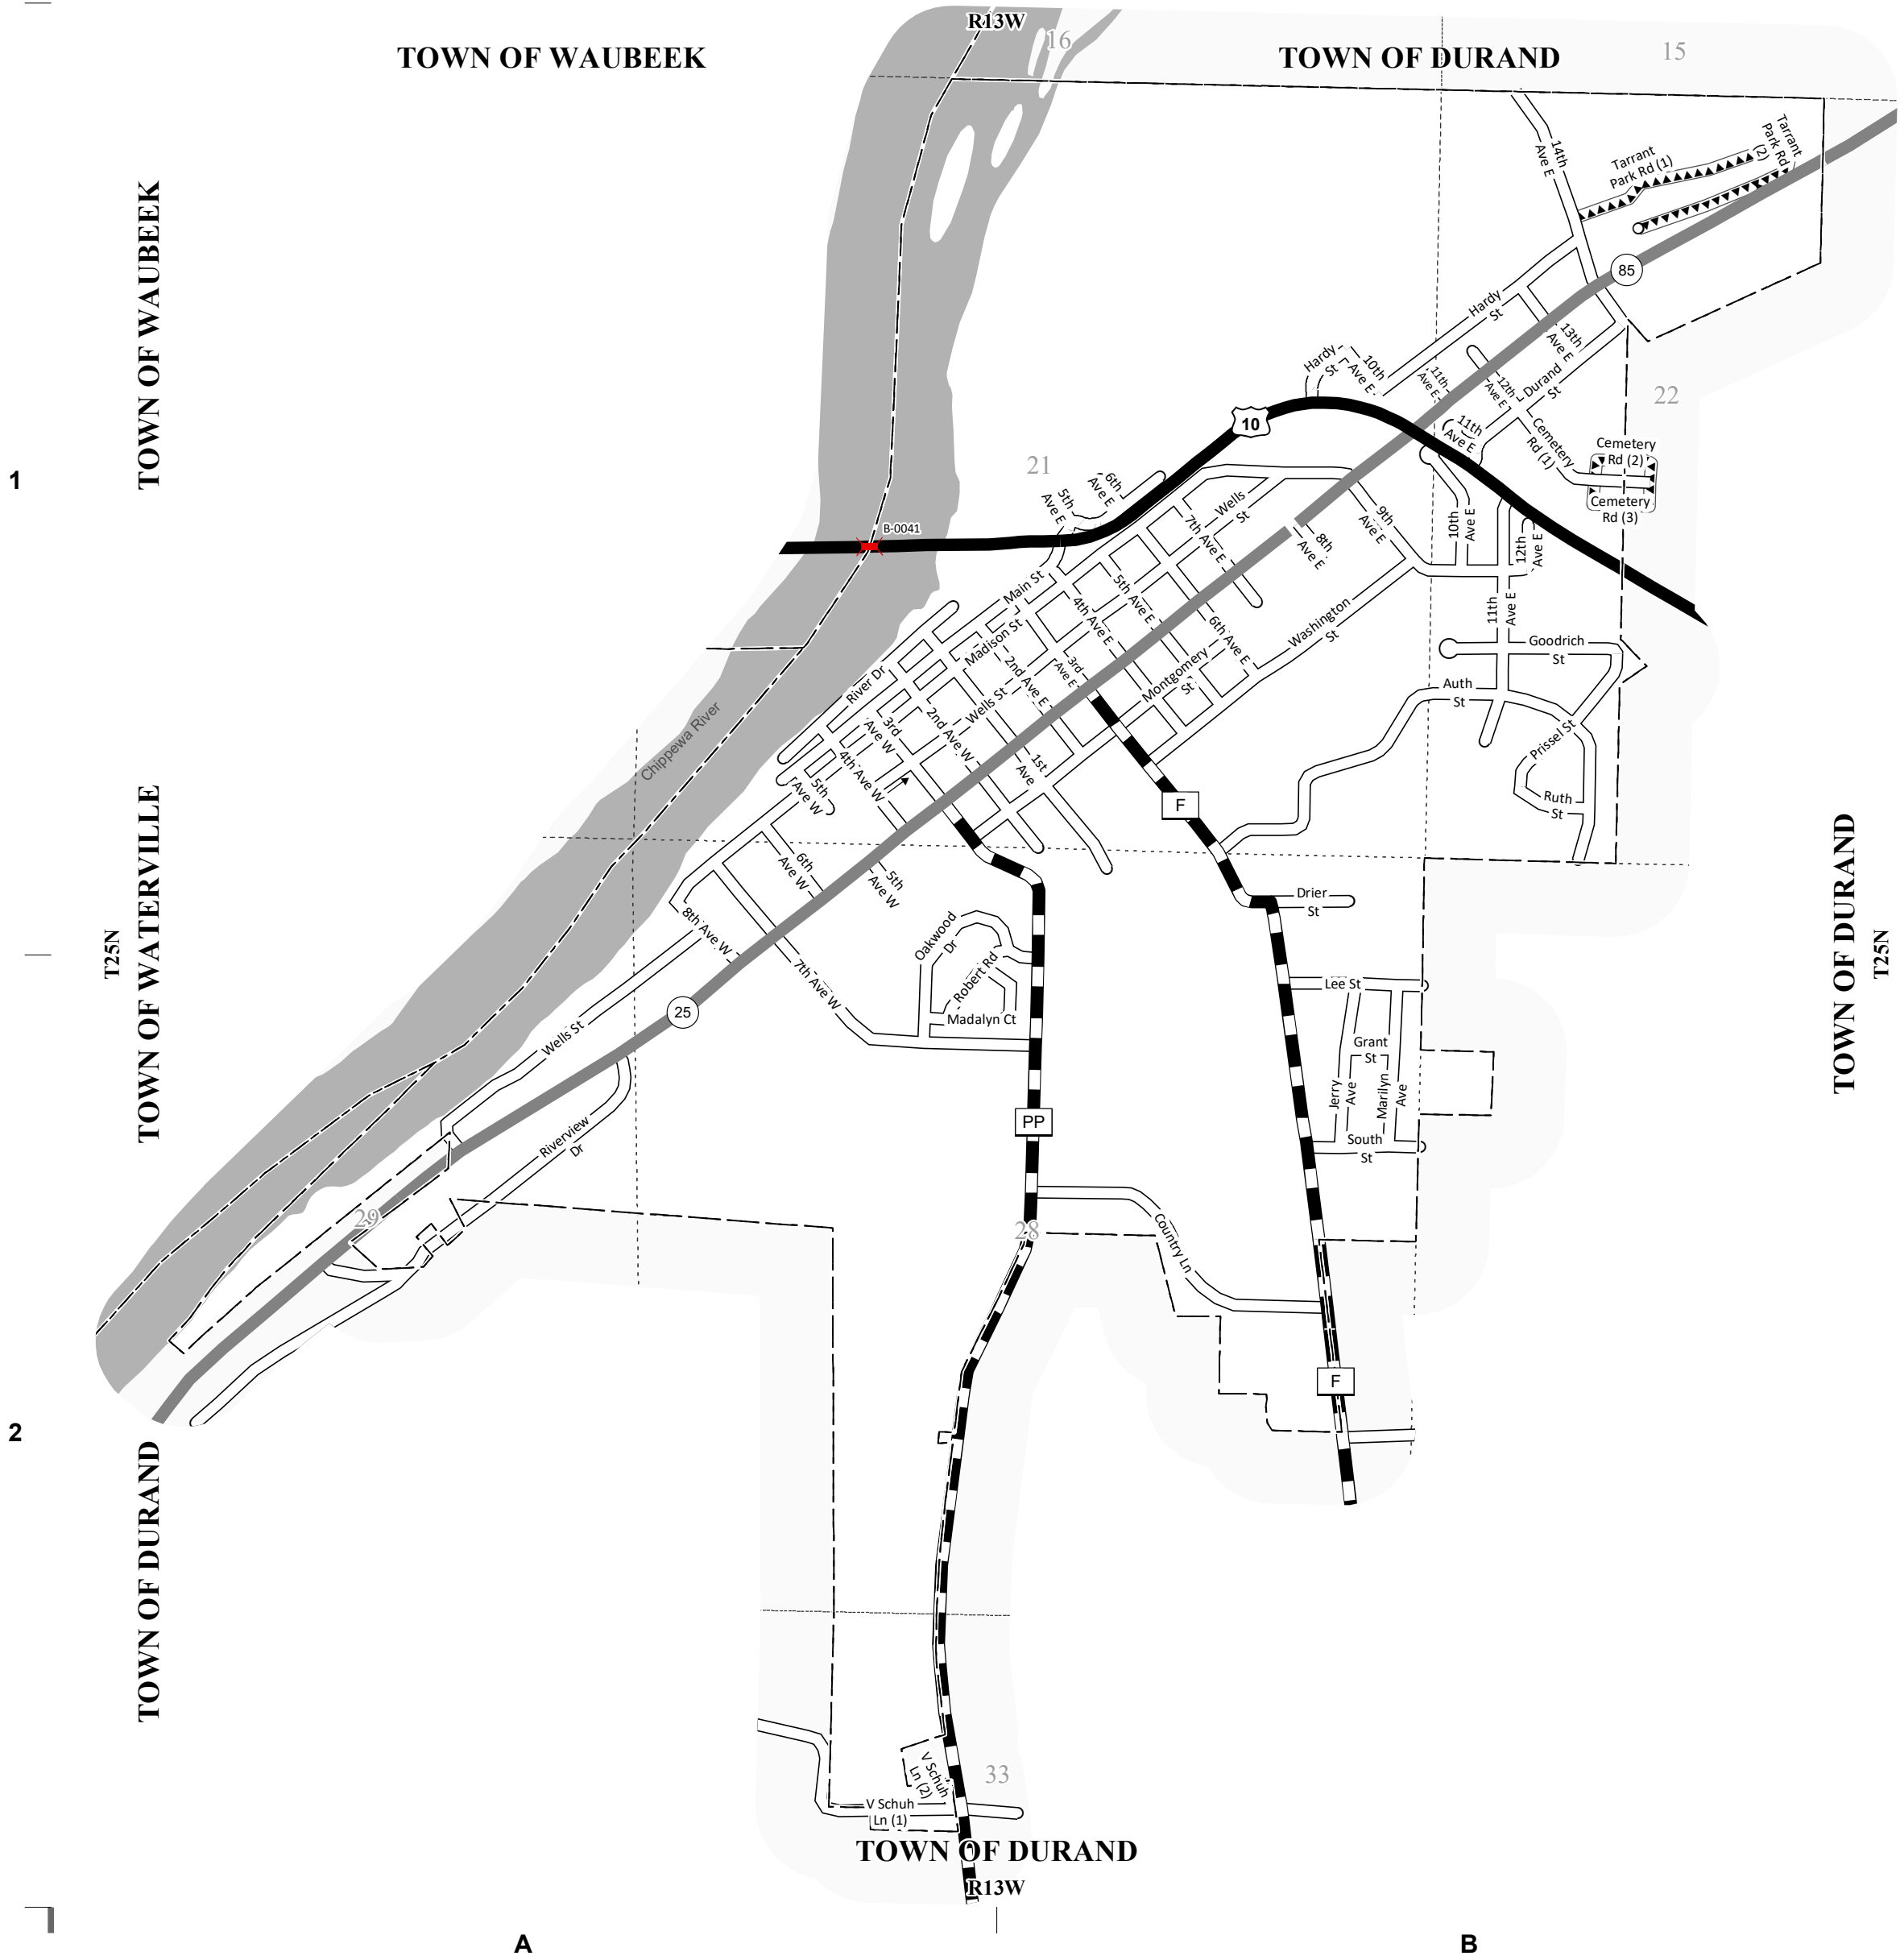 R13W
16
TOWN OF WAUBEEK
TOWN OF DURAND
15
14th
Ave E
Tarrant
Park Rd (1)
Tarrant
Park Rd
(2)
TOWN OF WAUBEEK
85
Hardy
St
13th
Ave E
Hardy
St
10th
Ave E
11th
Ave E
12th
Ave E
Durand
St
22
10
11th
Ave E
Cemetery
Rd (1)
Cemetery
Rd (2)
Cemetery
Rd (3)
21
1
6th
Ave E
5th
Ave E
Wells
St
7th
Ave E
9th
Ave E
8th
Ave E
10th
Ave E
12th
Ave E
B-0041
Main St
5th Ave E
4th Ave E
6th Ave E
Washington
St
11th
Ave E
Madison St
Goodrich
St
2nd Ave E
3rd
Ave E
Montgomery
St
River Dr
Wells St
Auth
St
3rd
Ave W
2nd Ave W
Chippewa River
Prissel St
4th Ave W
1st
Ave
5th
Ave W
Ruth
St
F
TOWN OF WATERVILLE
T25N
TOWN OF DURAND
T25N
6th
Ave W
5th
Ave W
Drier
St
8th Ave W
Oakwood
Dr
Robert Rd
7th Ave W
Lee St
25
Madalyn Ct
Wells St
Grant
St
Jerry
Ave
Marilyn
Ave
PP
Riverview
Dr
South
St
29
28
Country Ln
F
2
TOWN OF DURAND
V Schuh
Ln (2)
33
V Schuh
Ln (1)
TOWN OF DURAND
R13W
A
B